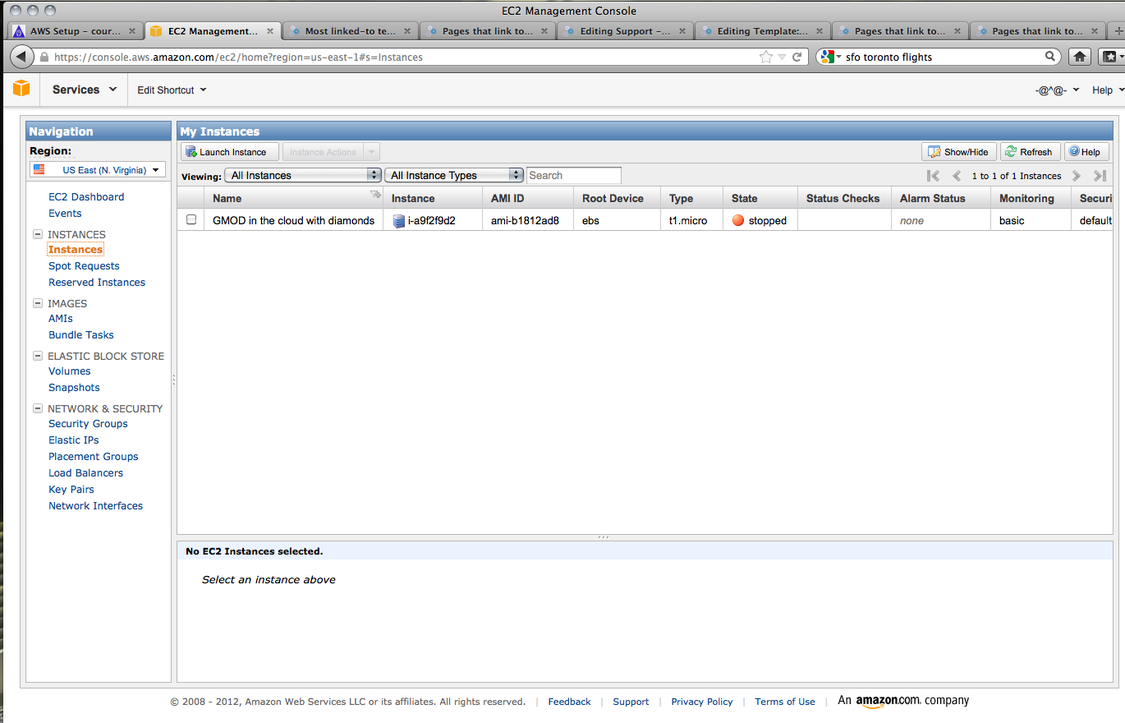 EC2 Management Console
AWS Setup – cour... EC2 Management... Most linked-to te... Pages that link to... Editing Support –... Editing Template:... Pages that link to... Pages that link to...
https://console.aws.amazon.com/ec2/home?region=us-east-1#s=Instances sfo toronto flights
Services Edit Shortcut -@^@- Help
Navigation
Region:
US East (N. Virginia)
EC2 Dashboard
Events
INSTANCES
Instances
Spot Requests
Reserved Instances
IMAGES
AMIs
Bundle Tasks
ELASTIC BLOCK STORE
Volumes
Snapshots
NETWORK & SECURITY
Security Groups
Elastic IPs
Placement Groups
Load Balancers
Key Pairs
Network Interfaces
My Instances
Launch Instance Instance Actions Show/Hide Refresh Help
Viewing: All Instances All Instance Types Search 1 to 1 of 1 Instances
Name Instance AMI ID Root Device Type State Status Checks Alarm Status Monitoring Securi
GMOD in the cloud with diamonds i-a9f2f9d2 ami-b1812ad8 ebs t1.micro stopped none basic default
No EC2 Instances selected.
Select an instance above
© 2008 - 2012, Amazon Web Services LLC or its affiliates. All rights reserved. | Feedback | Support | Privacy Policy | Terms of Use | An amazon.com. company